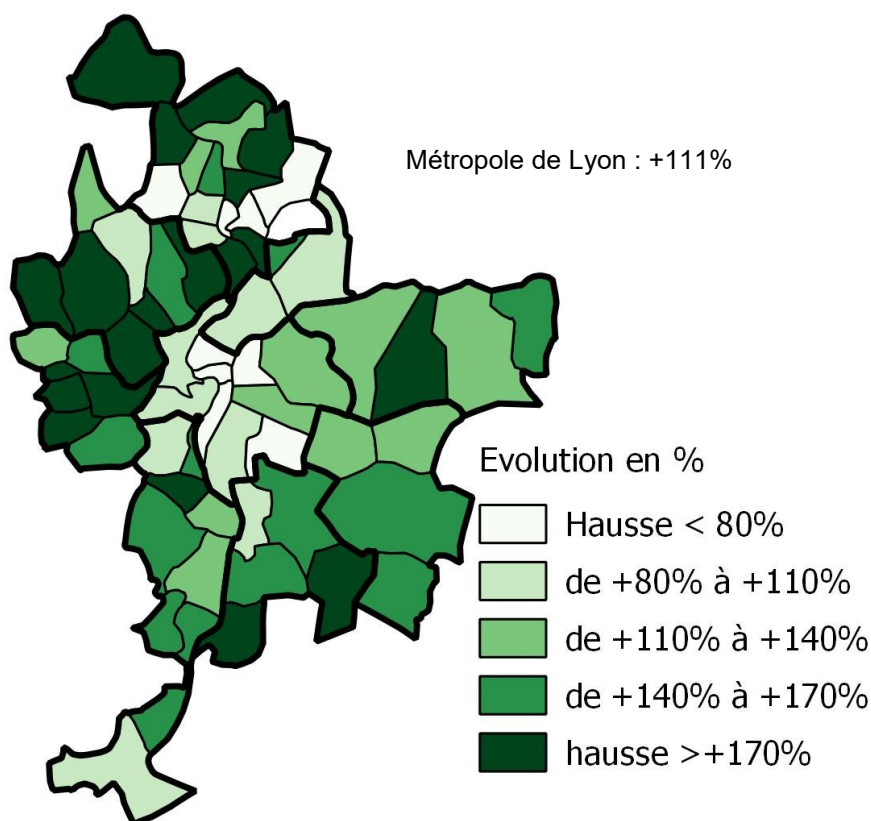 Métropole de Lyon : +111%
Evolution en %
Hausse < 80%
de +80% à +110%
de +110% à +140%
de +140% à +170%
hausse >+170%